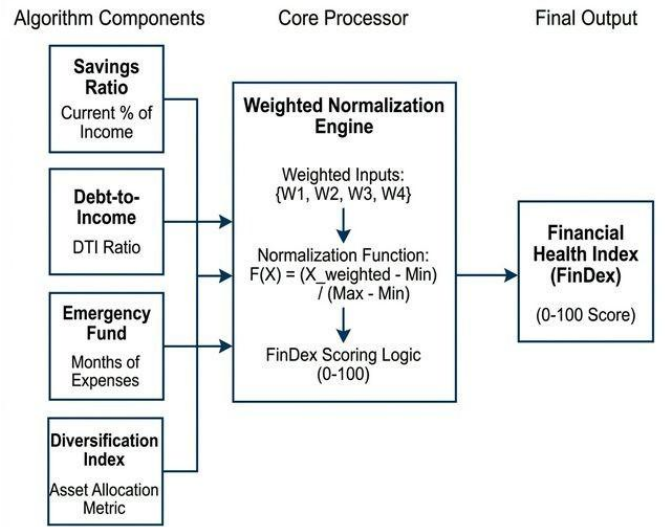 Algorithm Components
Core Processor
Final Output
Savings
Ratio
Current % of
Income
Debt-to-
Income
DTI Ratio
Emergency
Fund
Months of
Expenses
Diversification
Index
Asset Allocation
Metric
Weighted Normalization
Engine
Weighted Inputs:
{W1, W2, W3, W4}
Normalization Function:
F(X) = (X_weighted - Min)
/ (Max - Min)
FinDex Scoring Logic
(0-100)
Financial
Health Index
(FinDex)
(0-100 Score)